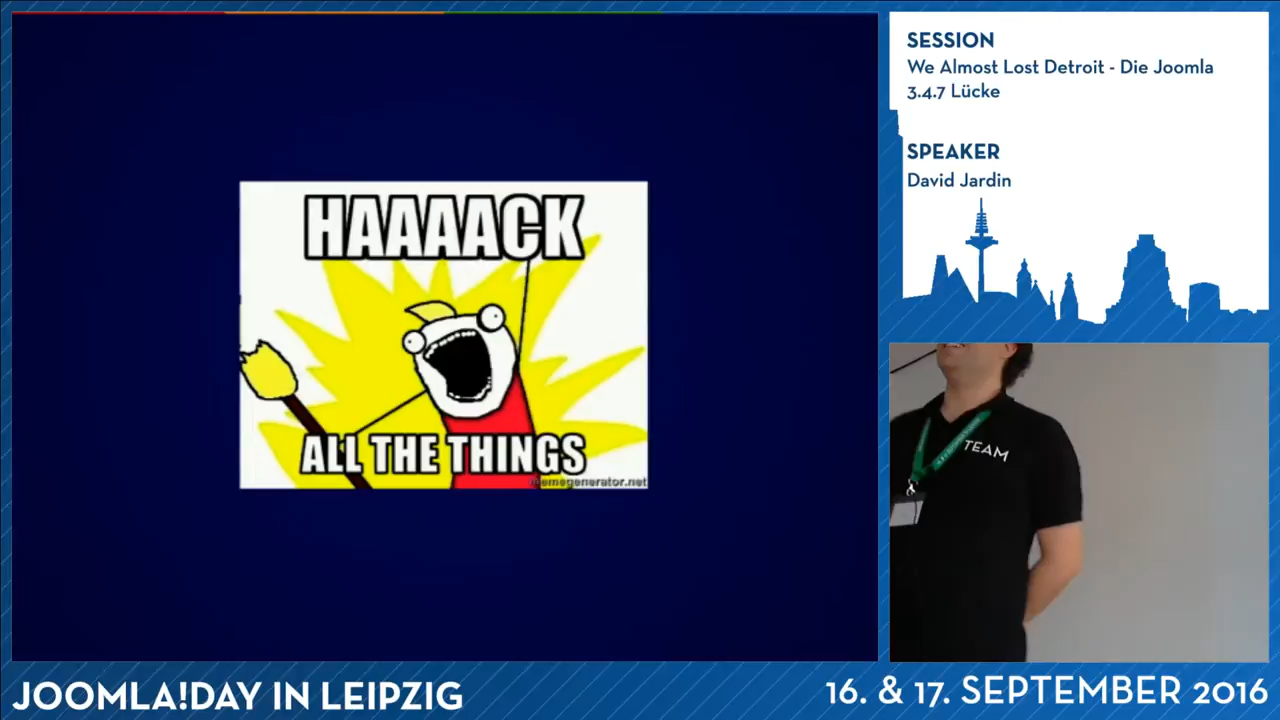 HAAAACK
ALL THE THINGS
memegenerator.net
SESSION
We Almost Lost Detroit - Die Joomla
3.4.7 Lücke
SPEAKER
David Jardin
TEAM
JOOMLA!DAY IN LEIPZIG
16. & 17. SEPTEMBER 2016